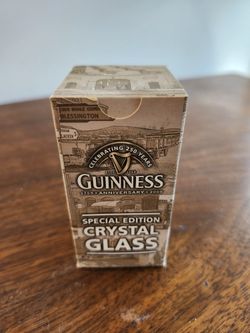 BLESSINGTON
CELEBRATING 250 YEARS
GUINNESS
1759 ANNIVERSARY 2009
SPECIAL EDITION
CRYSTAL
GLASS